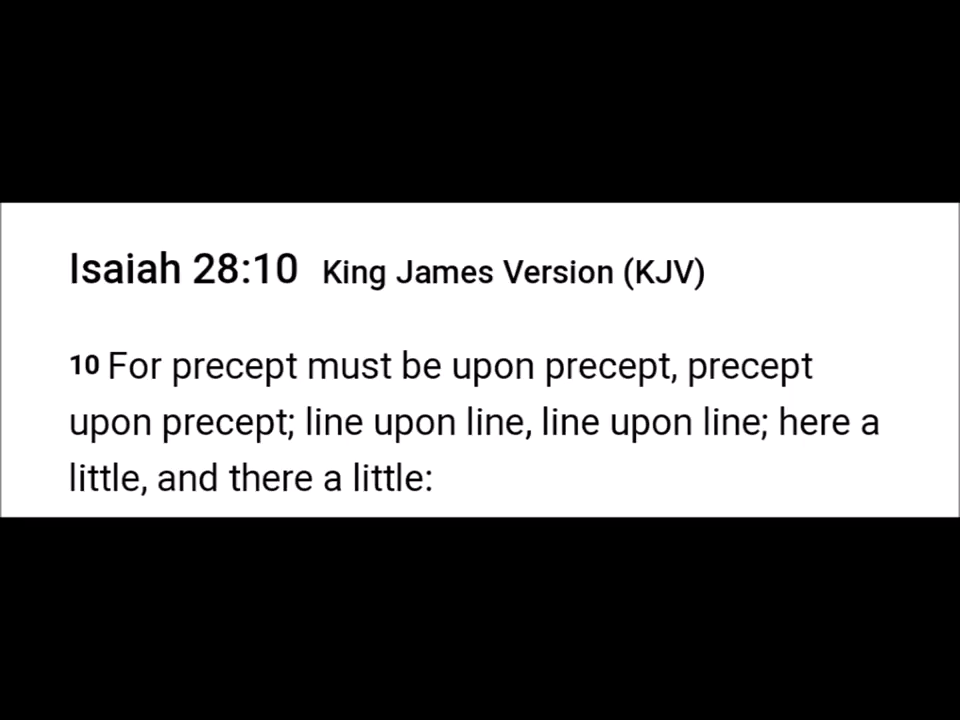 Isaiah 28:10 King James Version (KJV)
10 For precept must be upon precept, precept
upon precept; line upon line, line upon line; here a
little, and there a little: